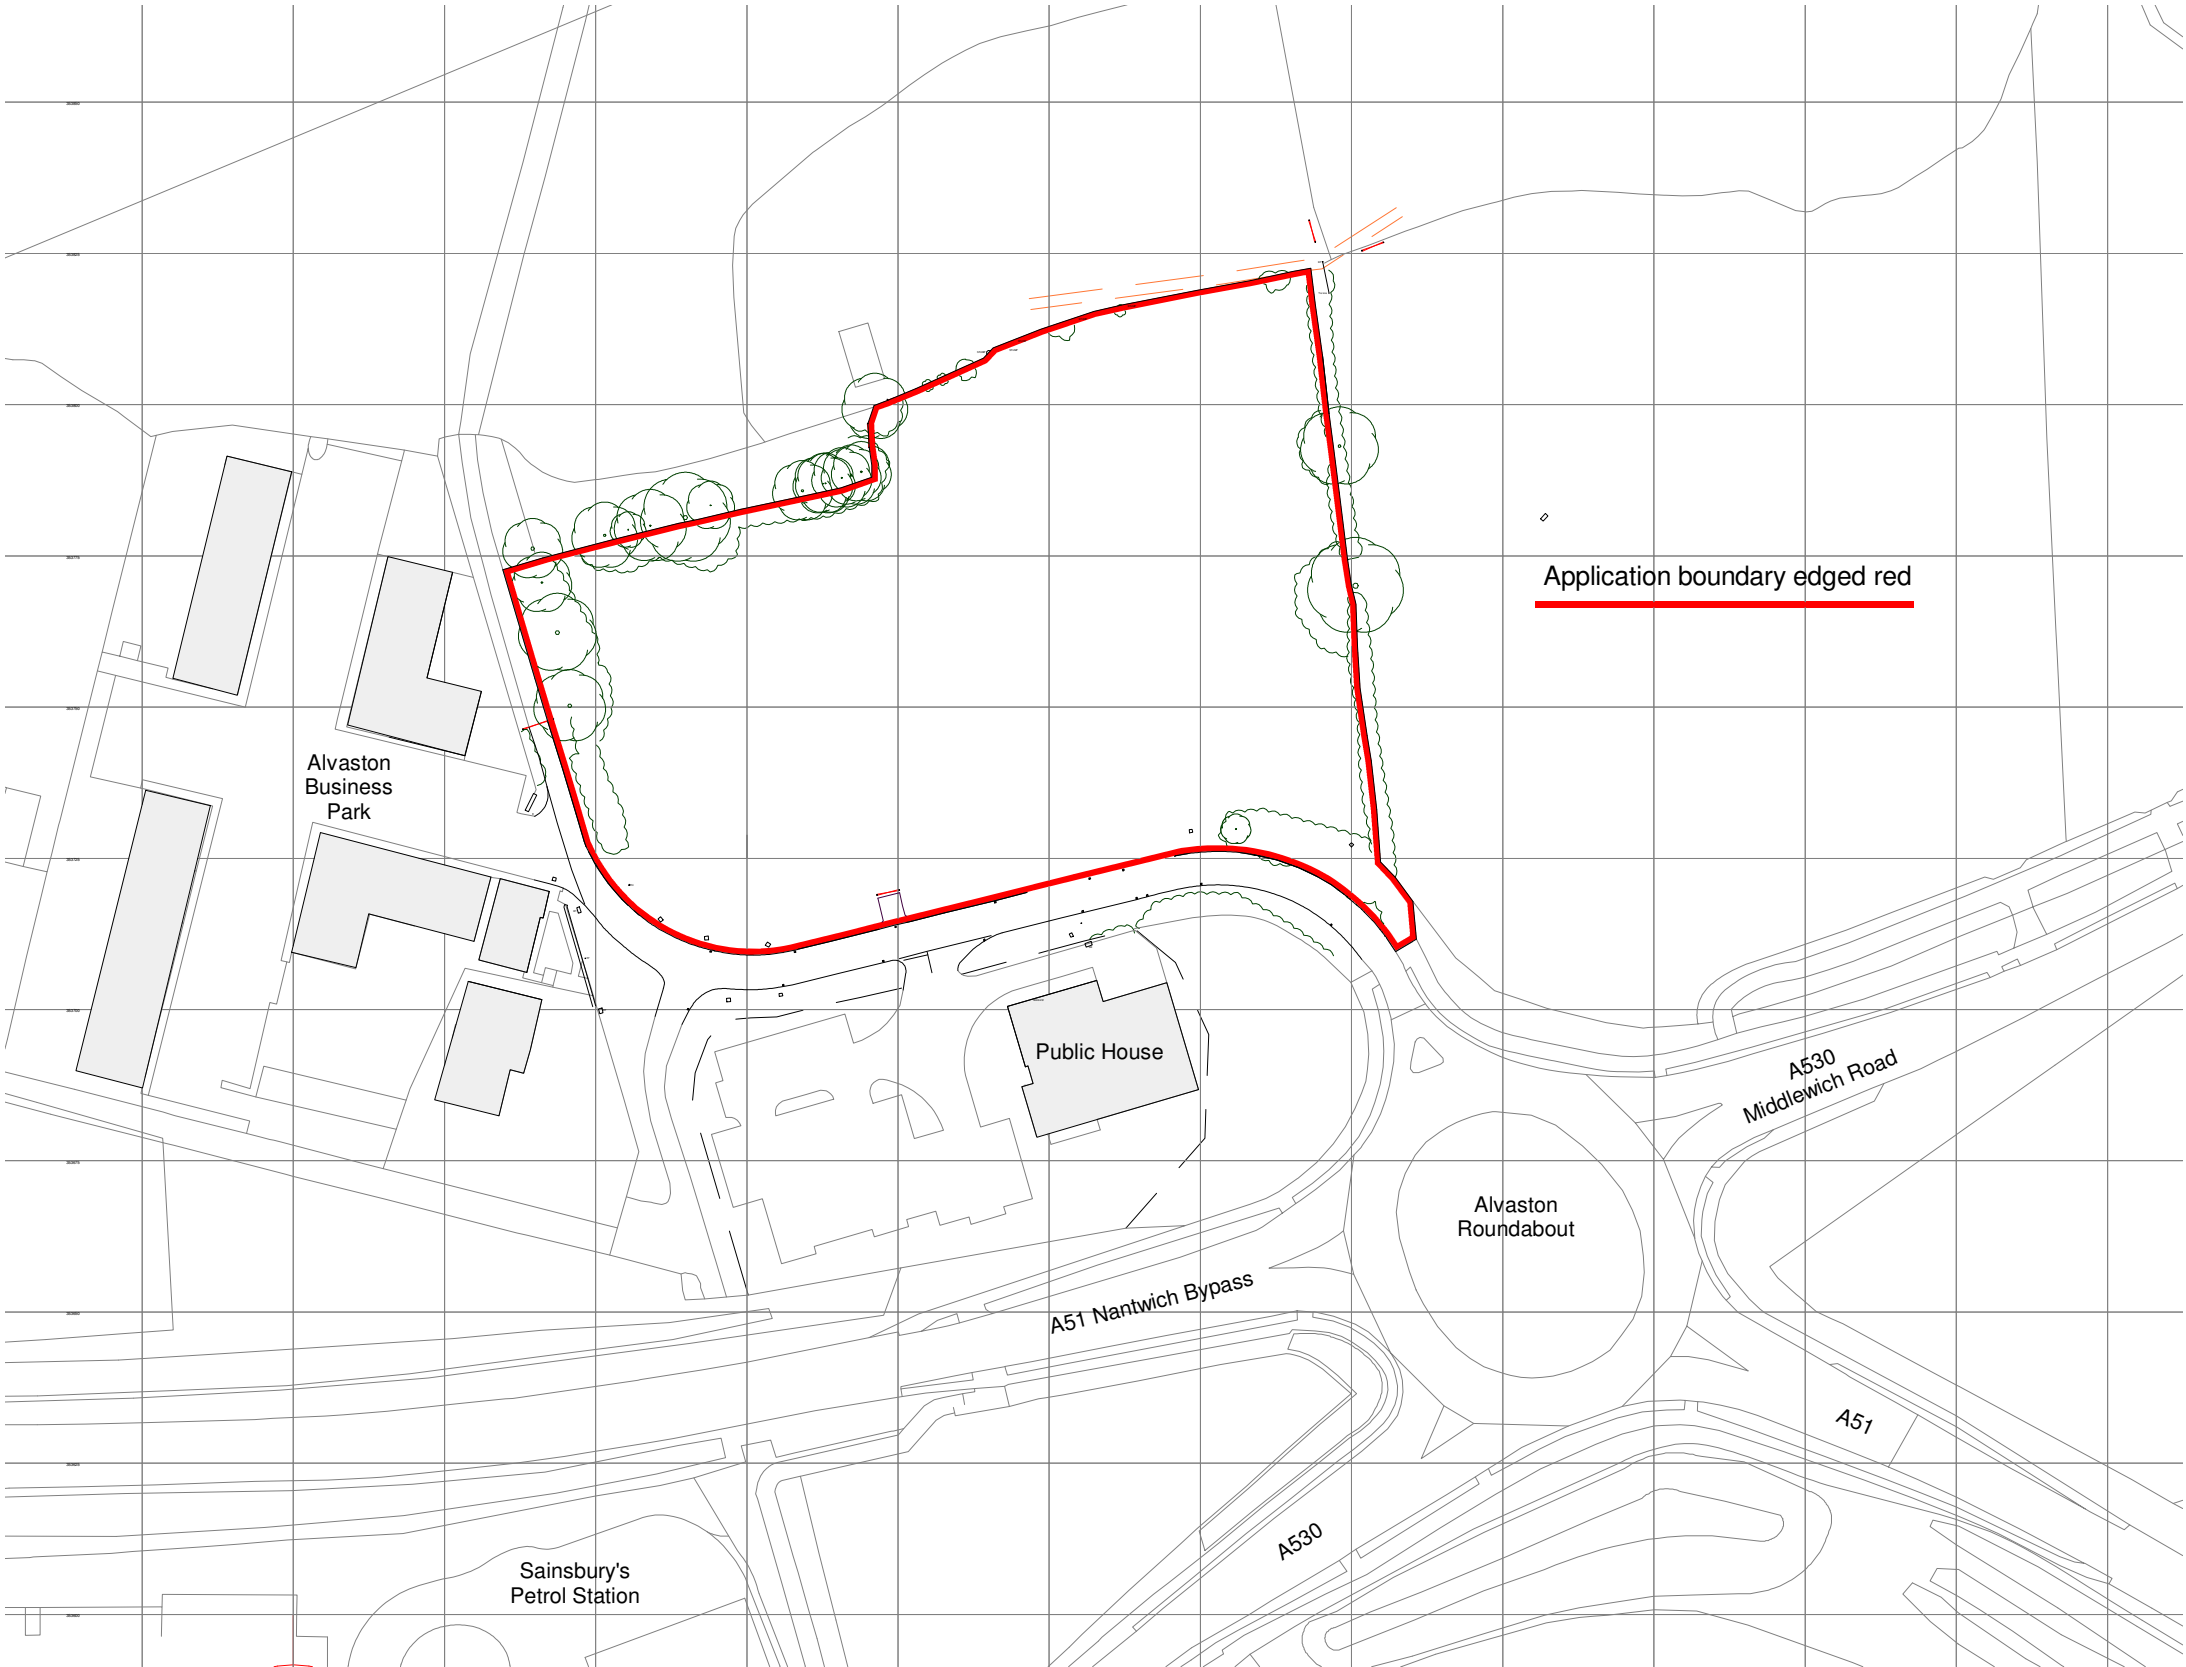 Application boundary edged red
Alvaston
Business
Park
Public House
A530
Middlewich Road
Alvaston
Roundabout
A51 Nantwich Bypass
A51
A530
Sainsbury's
Petrol Station